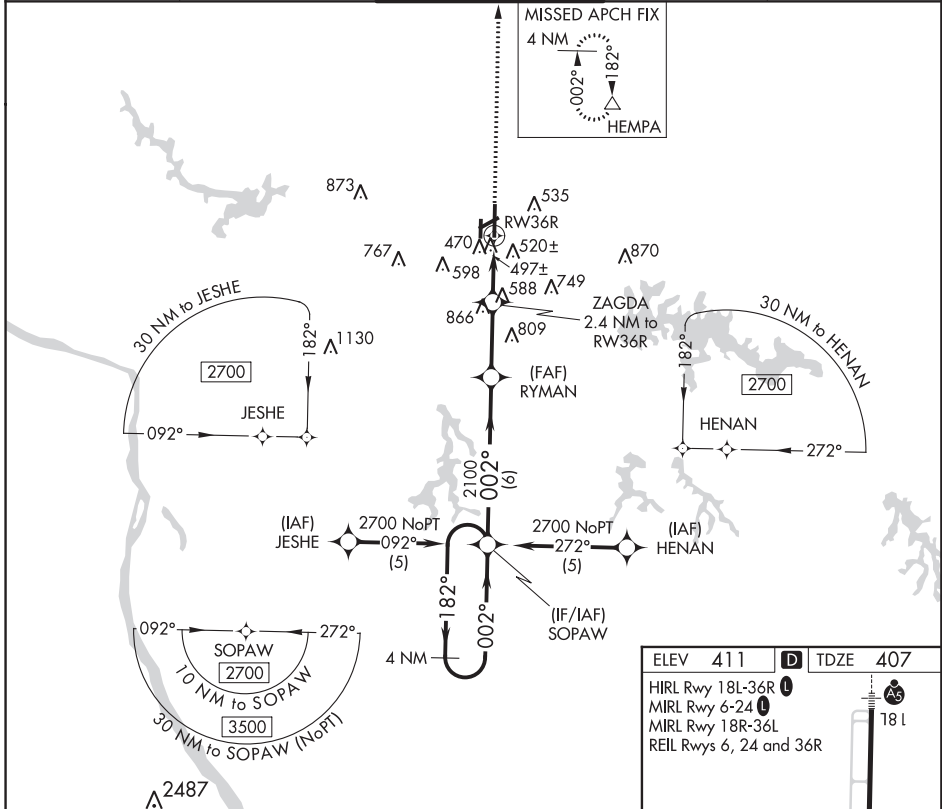 MISSED APCH FIX
4 NM
002°
182°
HEMPA
873
535
RW36R
470
520±
767
598
497±
870
588
749
866
ZAGDA
2.4 NM to
RW36R
809
30 NM to JESHE
182°
1130
2700
JESHE
092°
(FAF)
RYMAN
30 NM to HENAN
182°
2700
HENAN
272°
2100
002°
(6)
(IAF)
JESHE
2700 NoPT
092°
(5)
2700 NoPT
272°
(5)
(IAF)
HENAN
182°
002°
(IF/IAF)
SOPAW
4 NM
092°
272°
SOPAW
2700
10 NM to SOPAW
3500
30 NM to SOPAW (NoPT)
2487
ELEV 411 D TDZE 407
HIRL Rwy 18L-36R L
MIRL Rwy 6-24 L
MIRL Rwy 18R-36L
REIL Rwys 6, 24 and 36R
A5
18L